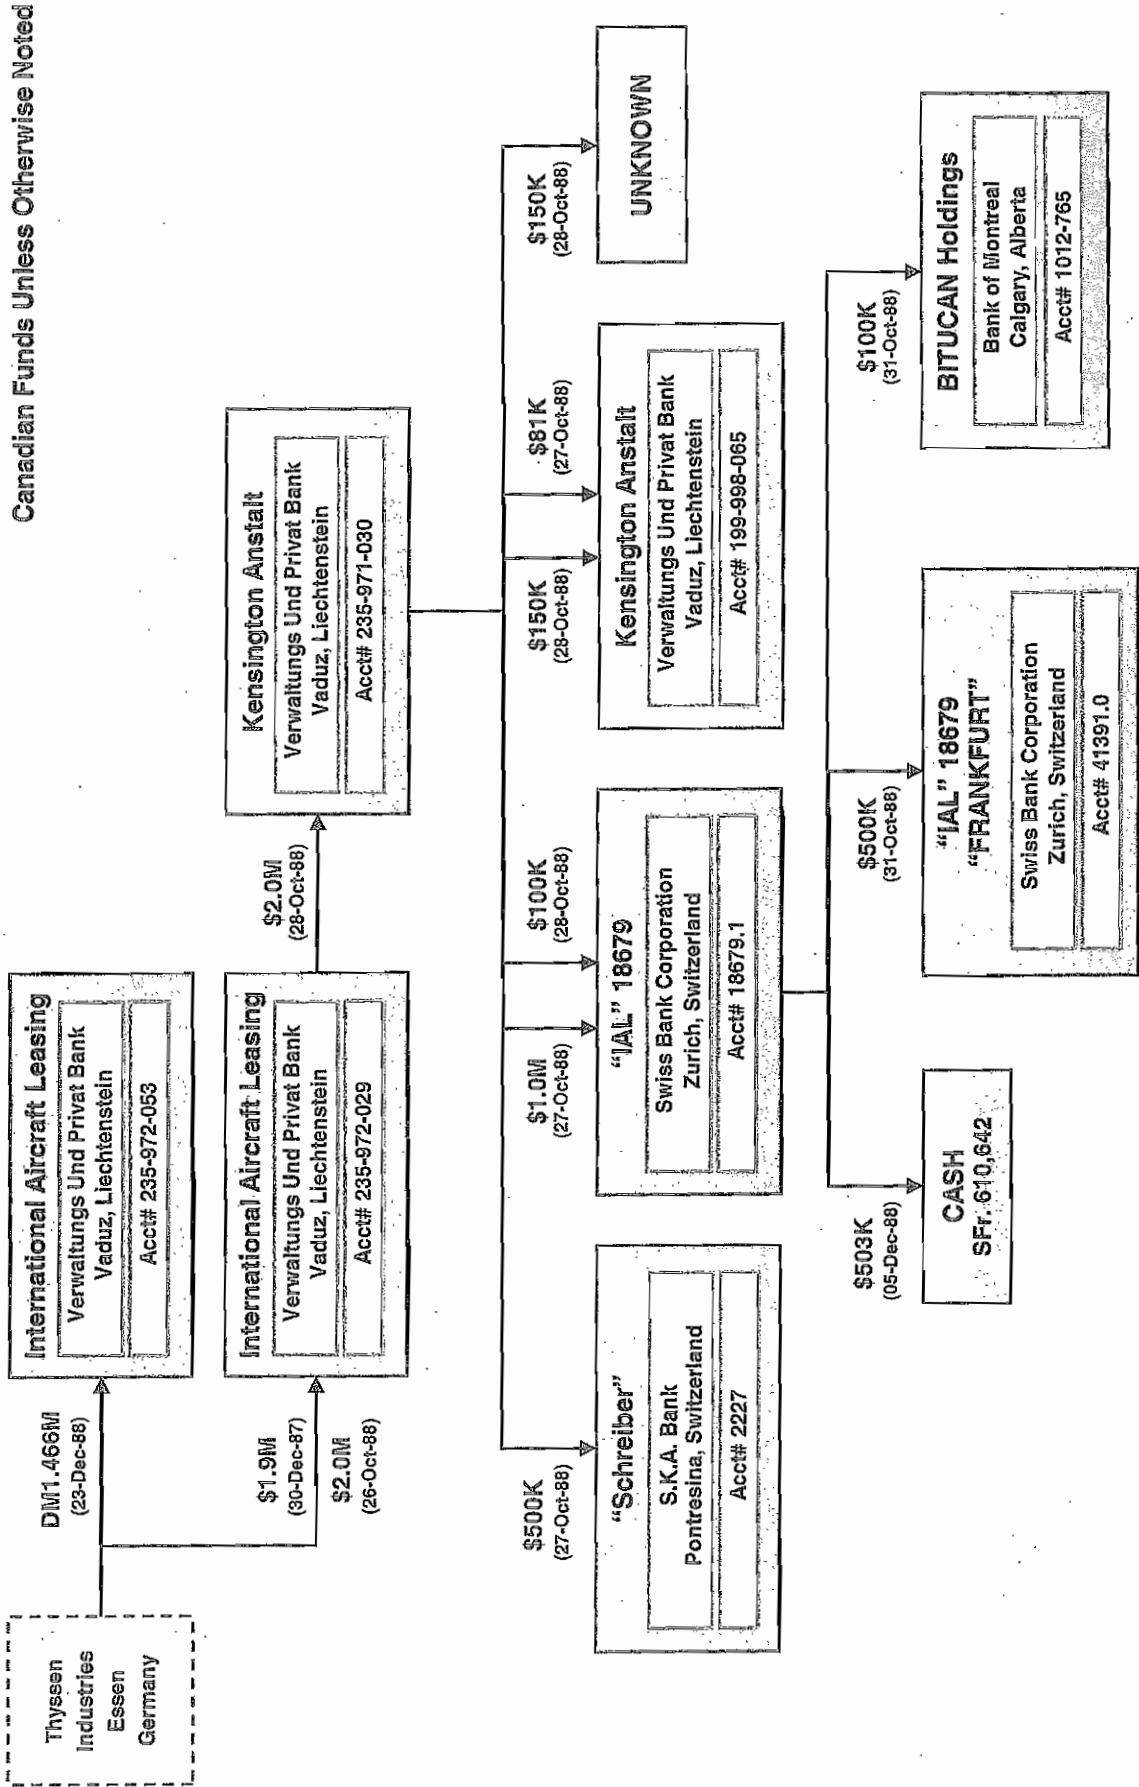 Canadian Funds Unless Otherwise Noted
Thyssen
Industries
Essen
Germany
DM1.466M
(23-Dec-88)
International Aircraft Leasing
Verwaltungs Und Privat Bank
Vaduz, Liechtenstein
Acct# 235-972-053
$1.9M
(30-Dec-87)
$2.0M
(26-Oct-88)
International Aircraft Leasing
Verwaltungs Und Privat Bank
Vaduz, Liechtenstein
Acct# 235-972-029
$2.0M
(28-Oct-88)
Kensington Anstalt
Verwaltungs Und Privat Bank
Vaduz, Liechtenstein
Acct# 235-971-030
$500K
(27-Oct-88)
$1.0M
(27-Oct-88)
$100K
(28-Oct-88)
$150K
(28-Oct-88)
$81K
(27-Oct-88)
$150K
(28-Oct-88)
"Schreiber"
S.K.A. Bank
Pontresina, Switzerland
Acct# 2227
"IAL" 18679
Swiss Bank Corporation
Zurich, Switzerland
Acct# 18679.1
Kensington Anstalt
Verwaltungs Und Privat Bank
Vaduz, Liechtenstein
Acct# 199-998-065
UNKNOWN
$503K
(05-Dec-88)
$500K
(31-Oct-88)
$100K
(31-Oct-88)
CASH
SFr. 610,642
"IAL" 18679
"FRANKFURT"
Swiss Bank Corporation
Zurich, Switzerland
Acct# 41391.0
BITUCAN Holdings
Bank of Montreal
Calgary, Alberta
Acct# 1012-765